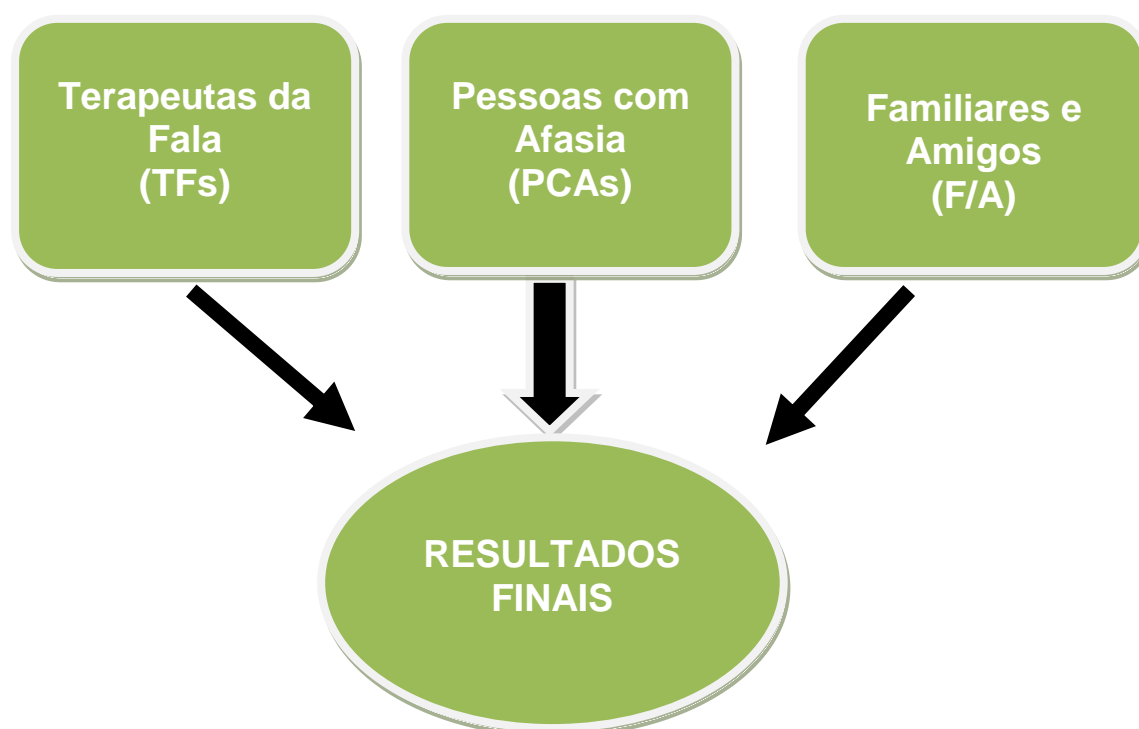 Terapeutas da
Fala
(TFs)
Pessoas com
Afasia
(PCAs)
Familiares e
Amigos
(F/A)
RESULTADOS
FINAIS